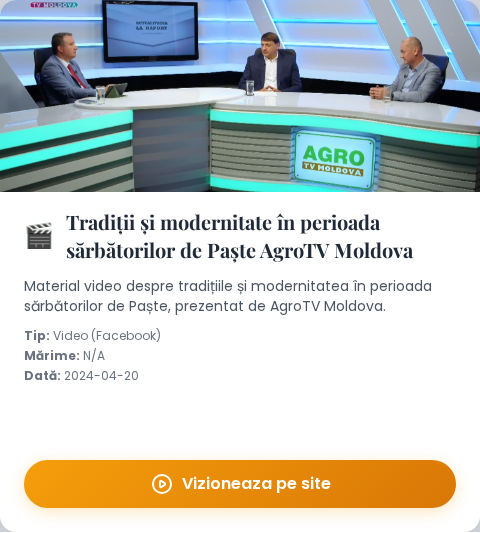 TV MOLDOVA
AGRO
TV MOLDOVA
Tradiții și modernitate în perioada
sărbătorilor de Paște AgroTV Moldova
Material video despre tradițiile și modernitatea în perioada
sărbătorilor de Paște, prezentat de AgroTV Moldova.
Tip: Video (Facebook)
Mărime: N/A
Dată: 2024-04-20
Vizioneaza pe site